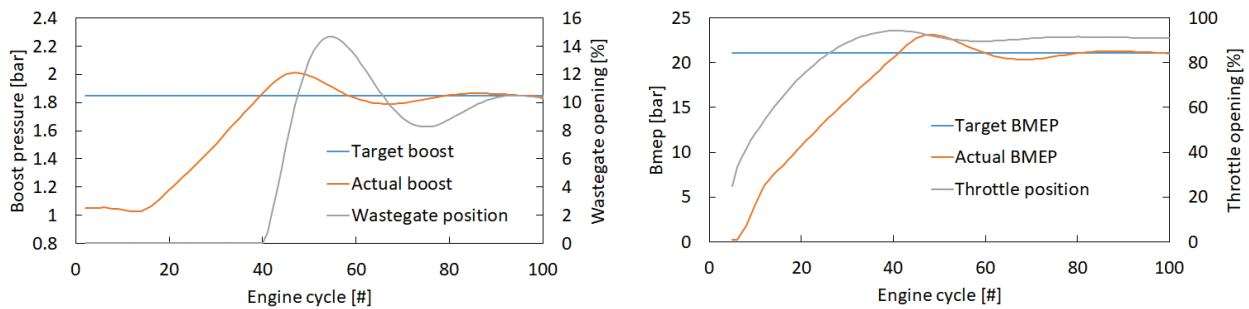 2.4
2.2
2
1.8
1.6
1.4
1.2
1
0.8
Boost pressure [bar]
Target boost
Actual boost
Wastegate position
16
14
12
10
8
6
4
2
0
Wastegate opening [%]
0 20 40 60 80 100
Engine cycle [#]
25
20
15
10
5
0
Bmep [bar]
Target BMEP
Actual BMEP
Throttle position
100
80
60
40
20
0
Throttle opening [%]
0 20 40 60 80 100
Engine cycle [#]